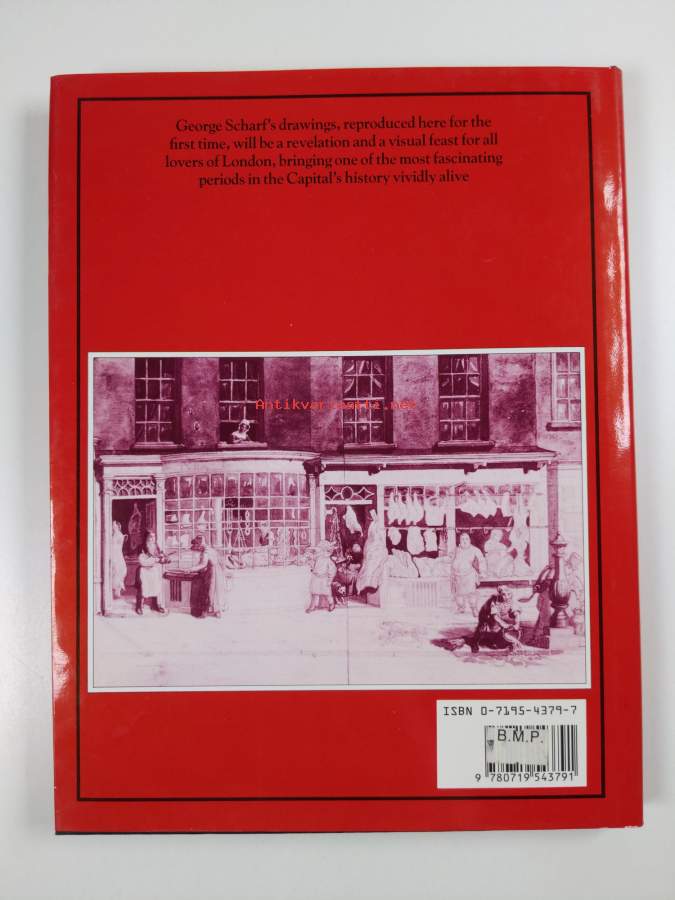 George Scharf's drawings, reproduced here for the
first time, will be a revelation and a visual feast for all
lovers of London, bringing one of the most fascinating
periods in the Capital's history vividly alive
Antikvariaatti.net
ISBN 0-7195-4379-7
B.M.P.
9 780719 543791